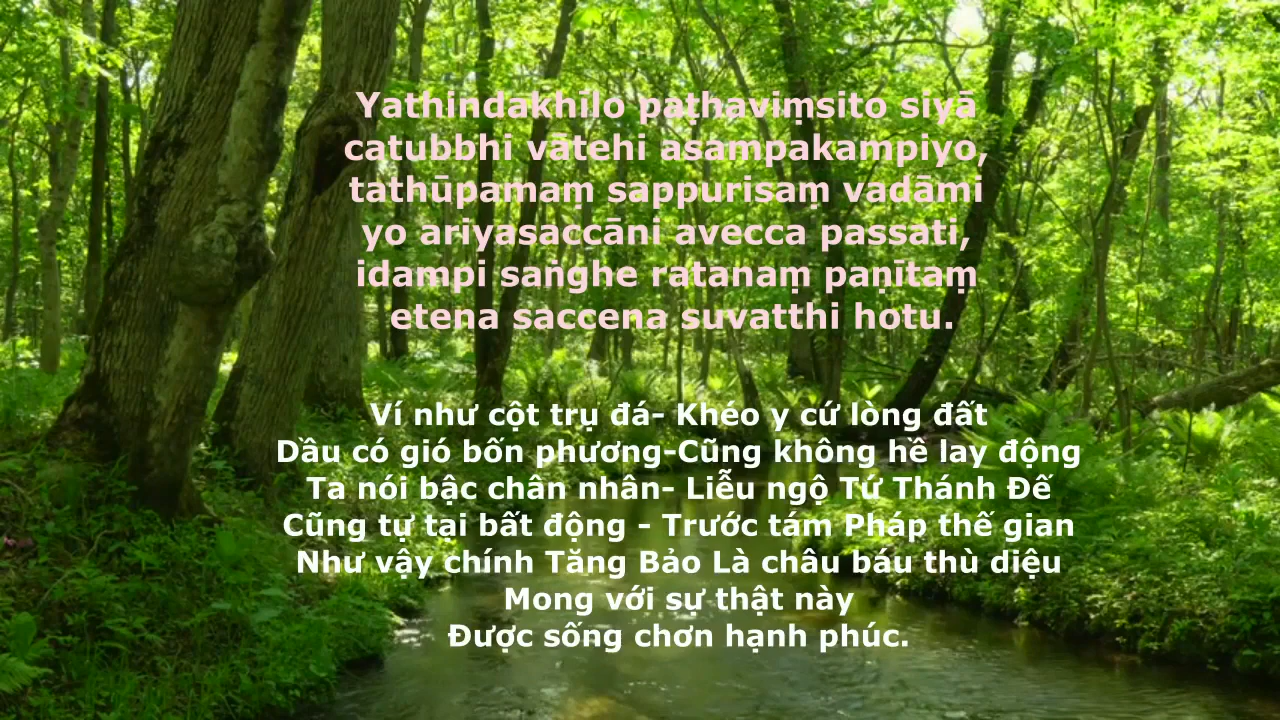 Yathindakhīlo paṭhaviṃsito siyā
catubbhi vātehi asampakampiyo,
tathūpamaṃ sappurisaṃ vadāmi
yo ariyasaccāni avecca passati,
idampi saṅghe ratanaṃ paṇītaṃ
etena saccena suvatthi hotu.
Ví như cột trụ đá- Khéo y cứ lòng đất
Dầu có gió bốn phương-Cũng không hề lay động
Ta nói bậc chân nhân- Liễu ngộ Tứ Thánh Đế
Cũng tự tại bất động - Trước tám Pháp thế gian
Như vậy chính Tăng Bảo Là châu báu thù diệu
Mong với sự thật này
Được sống chơn hạnh phúc.